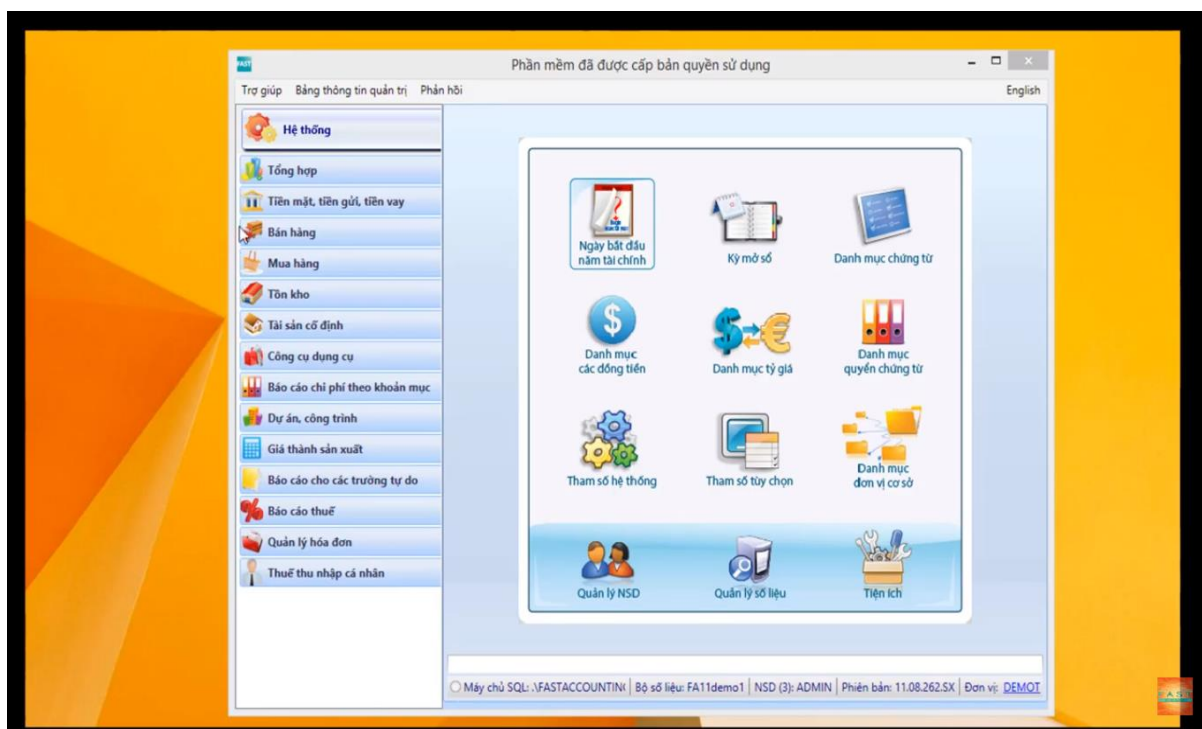 FAST
Phần mềm đã được cấp bản quyền sử dụng
Trợ giúp Bảng thông tin quản trị Phản hồi English
Hệ thống
Tổng hợp
Tiền mặt, tiền gửi, tiền vay
Bán hàng
Mua hàng
Tồn kho
Tài sản cố định
Công cụ dụng cụ
Báo cáo chi phí theo khoản mục
Dự án, công trình
Giá thành sản xuất
Báo cáo cho các trường tự do
Báo cáo thuế
Quản lý hóa đơn
Thuế thu nhập cá nhân
Ngày bắt đầu
năm tài chính
Kỳ mở sổ
Danh mục chứng từ
Danh mục
các đồng tiền
Danh mục tỷ giá
Danh mục
quyển chứng từ
Tham số hệ thống
Tham số tùy chọn
Danh mục
đơn vị cơ sở
Quản lý NSD
Quản lý số liệu
Tiện ích
Máy chủ SQL: .\FASTACCOUNTING Bộ số liệu: FA11demo1 NSD (3): ADMIN Phiên bản: 11.08.262.SX Đơn vị: DEMOT
FAST